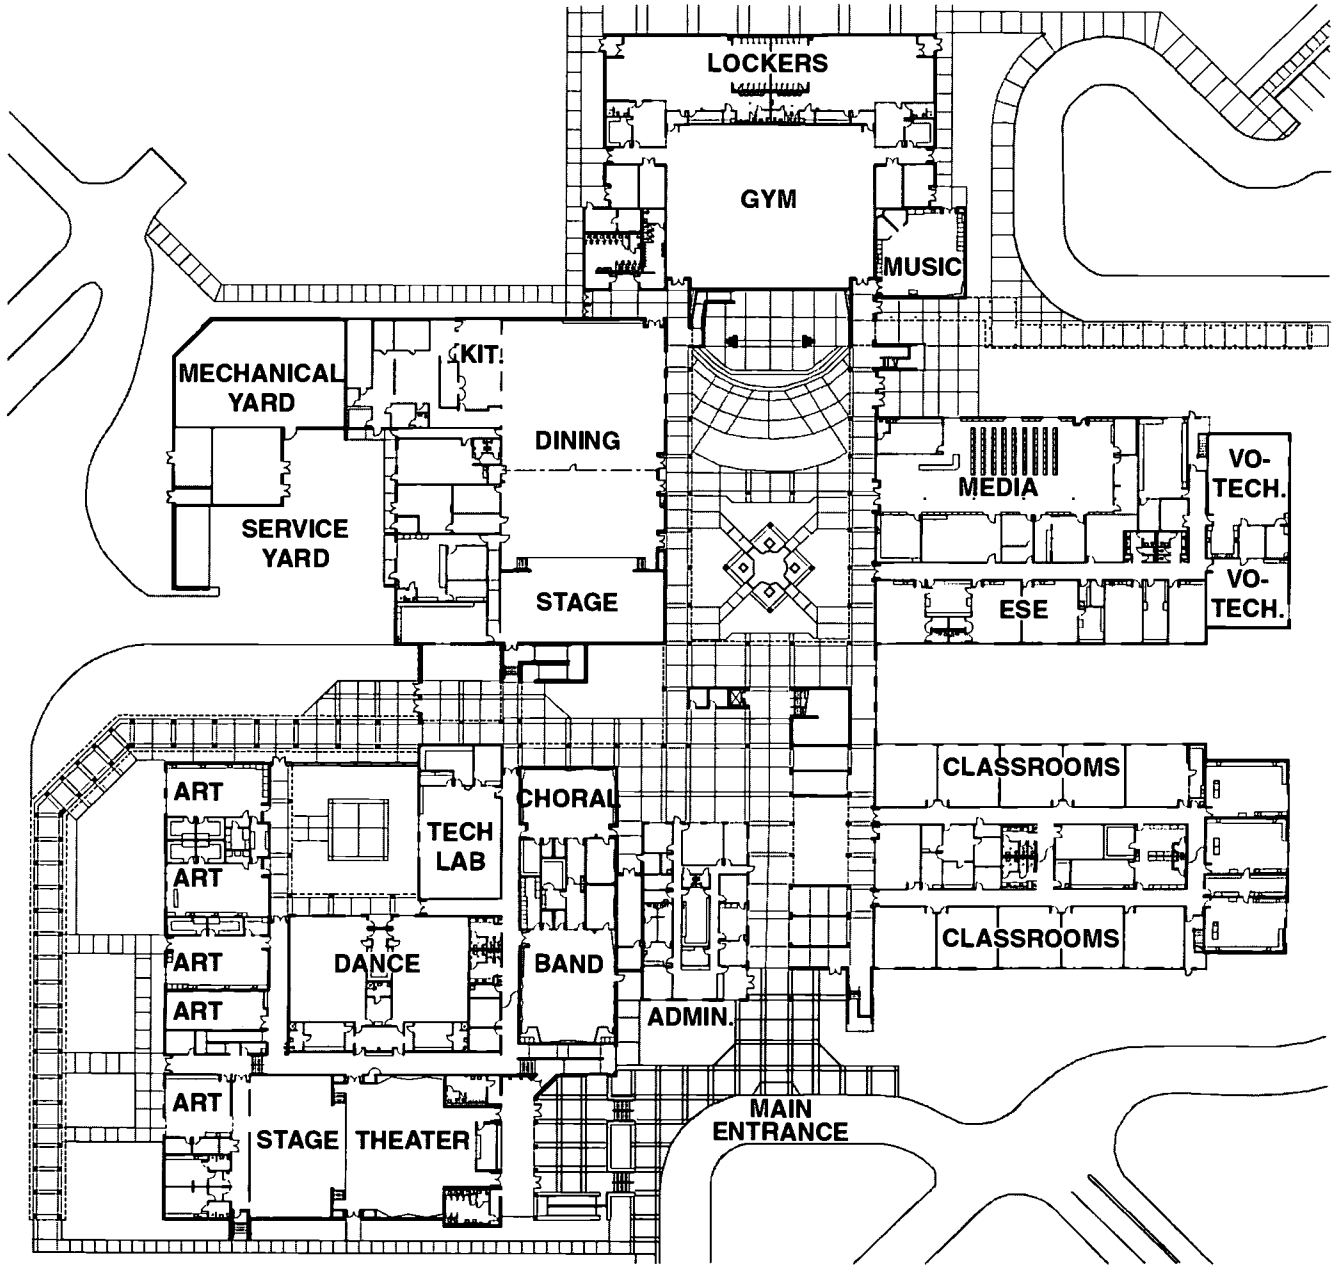 LOCKERS
GYM
MUSIC
KIT.
MECHANICAL
YARD
DINING
MEDIA
VO-
TECH.
SERVICE
YARD
STAGE
ESE
VO-
TECH.
CLASSROOMS
ART
CHORAL
TECH
LAB
ART
CLASSROOMS
ART
DANCE
BAND
ART
ADMIN.
ART
STAGE
THEATER
MAIN
ENTRANCE